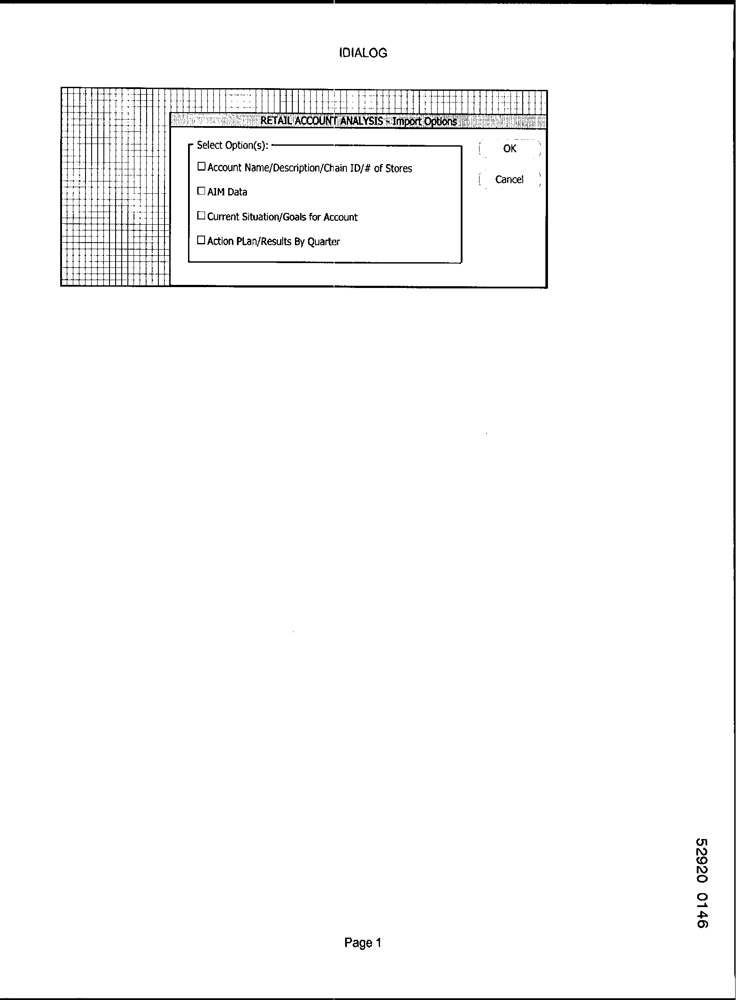 IDIALOG
RETAIL ACCOUNT ANALYSIS - Import Options
Select Option(s):
Account Name/Description/Chain ID/# of Stores
AIM Data
Current Situation/Goals for Account
Action PLan/Results By Quarter
OK
Cancel
52920 0146
Page 1